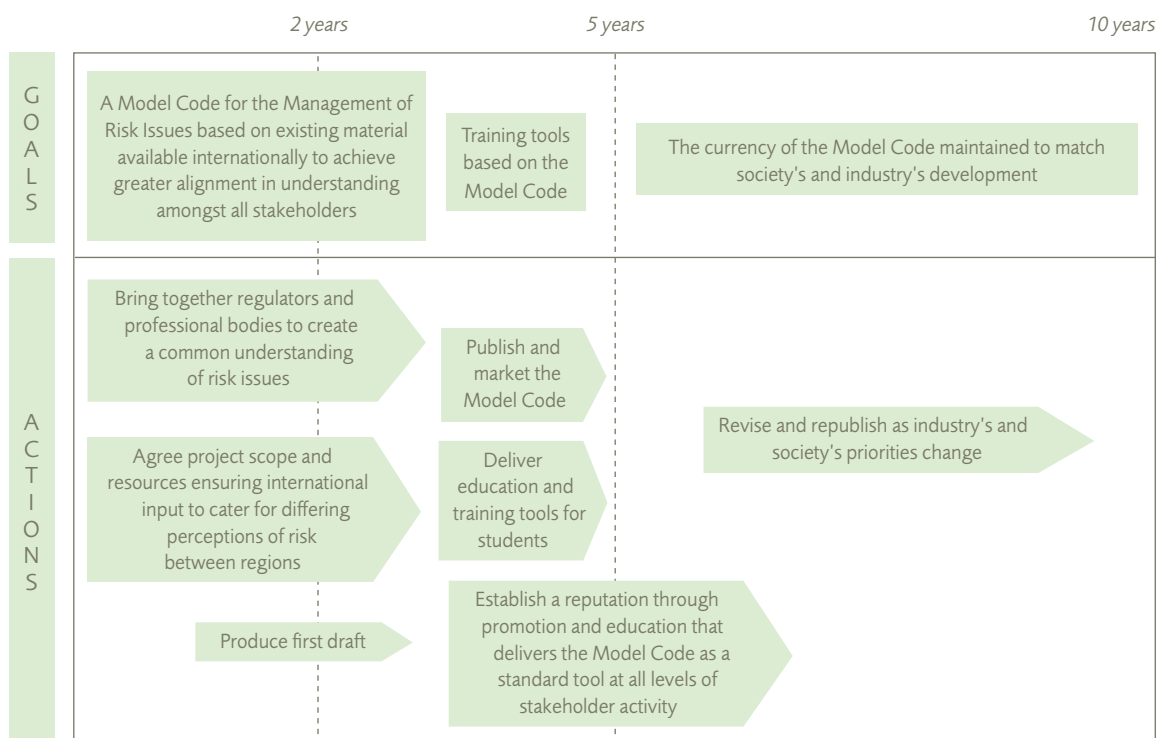 2 years
5 years
10 years
GOALS
A Model Code for the Management of
Risk Issues based on existing material
available internationally to achieve
greater alignment in understanding
amongst all stakeholders
Training tools
based on the
Model Code
The currency of the Model Code maintained to match
society's and industry's development
ACTIONS
Bring together regulators and
professional bodies to create
a common understanding
of risk issues
Publish and
market the
Model Code
Revise and republish as industry's and
society's priorities change
Agree project scope and
resources ensuring international
input to cater for differing
perceptions of risk
between regions
Deliver
education and
training tools for
students
Produce first draft
Establish a reputation through
promotion and education that
delivers the Model Code as a
standard tool at all levels of
stakeholder activity